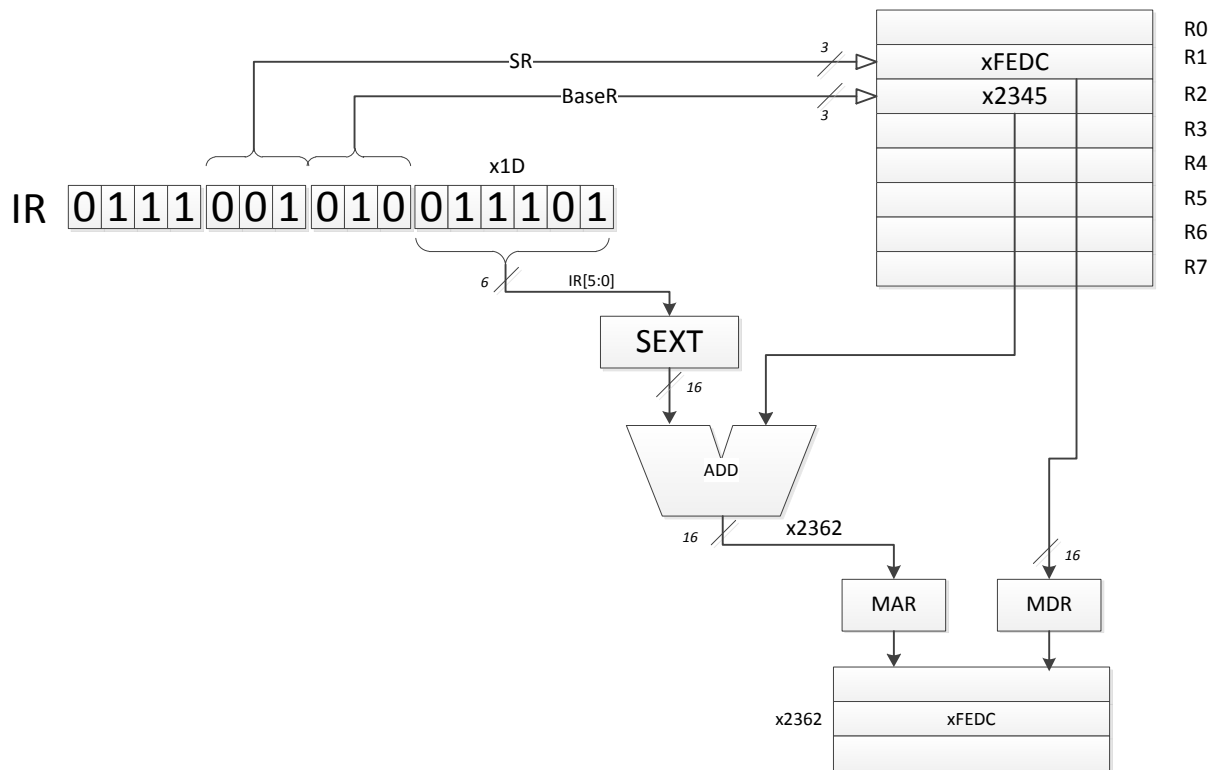 R0
3
SR
xFEDC
R1
BaseR
x2345
R2
3
R3
x1D
R4
IR 0111 001 010 011101
R5
R6
R7
6
IR[5:0]
SEXT
16
ADD
16
x2362
16
MAR
MDR
x2362
xFEDC